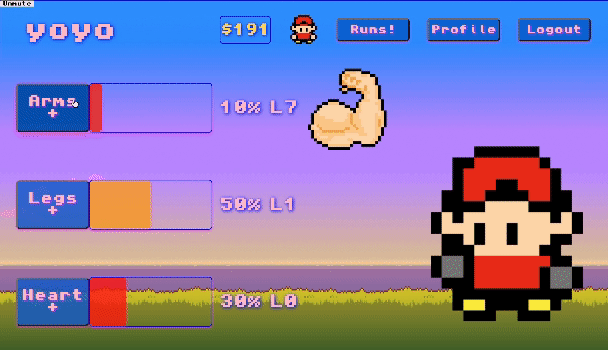 Unmute
yoyo
$191
Runs!
Profile
Logout
Arms
+
10% L7
Legs
+
50% L1
Heart
+
30% L0